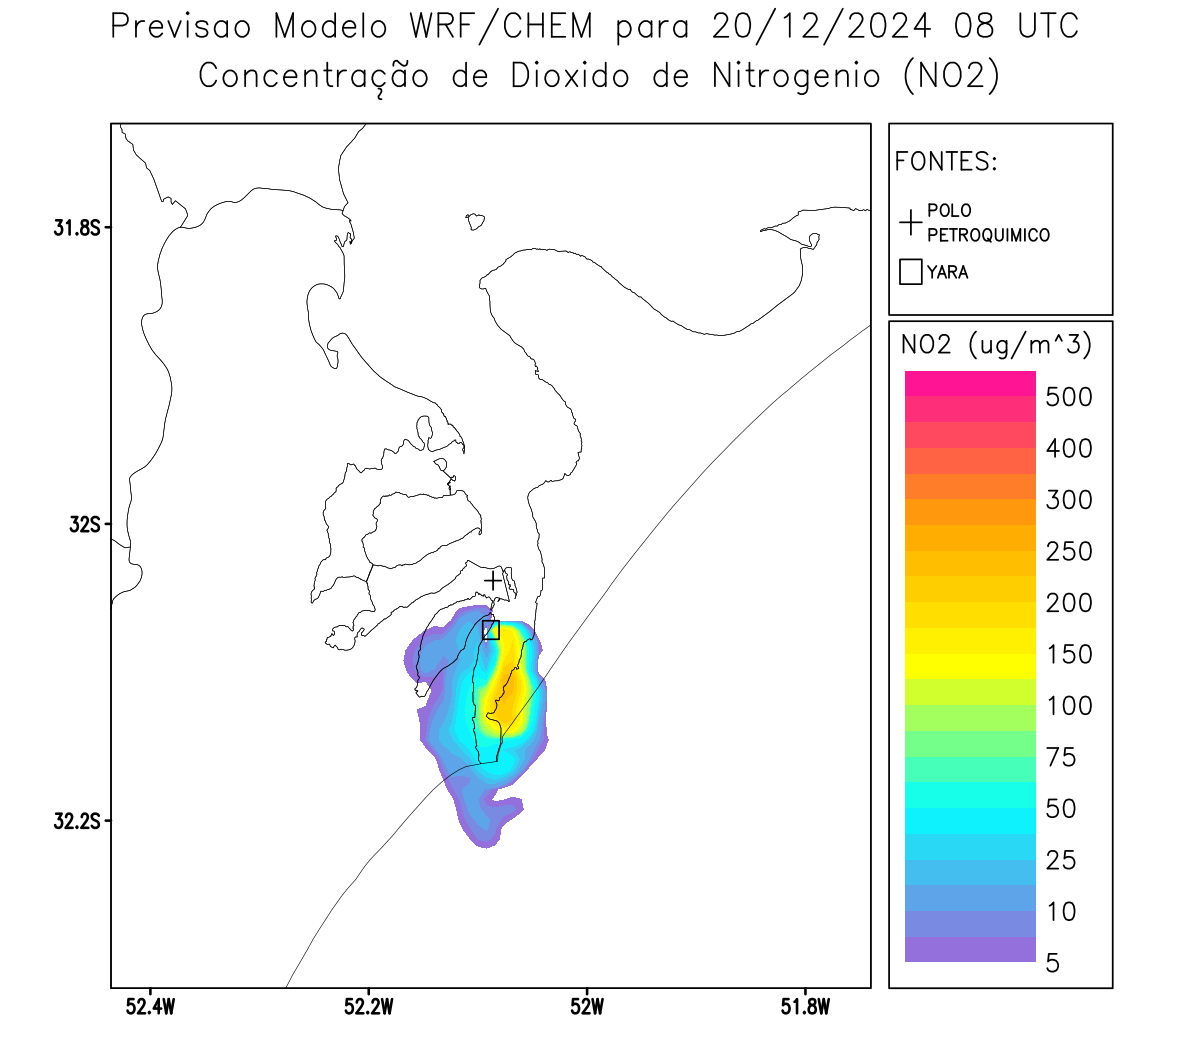 Previsao Modelo WRF/CHEM para 20/12/2024 08 UTC
Concentração de Dioxido de Nitrogenio (NO2)
FONTES:
POLO
PETROQUIMICO
YARA
NO2 (ug/m^3)
500
400
300
250
200
150
100
75
50
25
10
5
31.8S
32S
32.2S
52.4W
52.2W
52W
51.8W